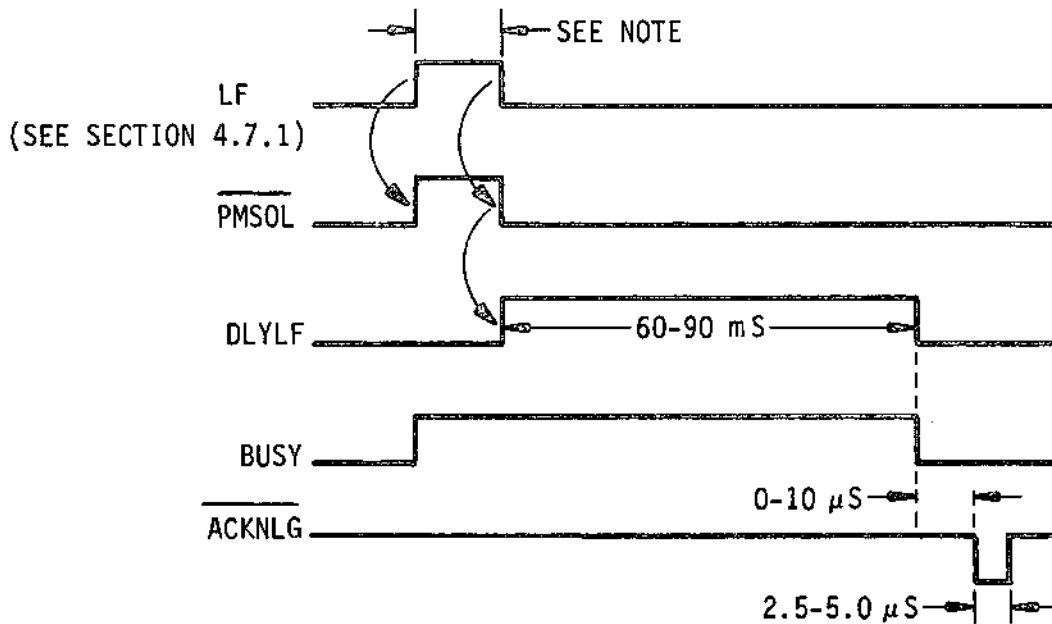 SEE NOTE
LF
(SEE SECTION 4.7.1)
PMSOL
DLYLF
60-90 mS
BUSY
0-10 μS
ACKNLG
2.5-5.0 μS